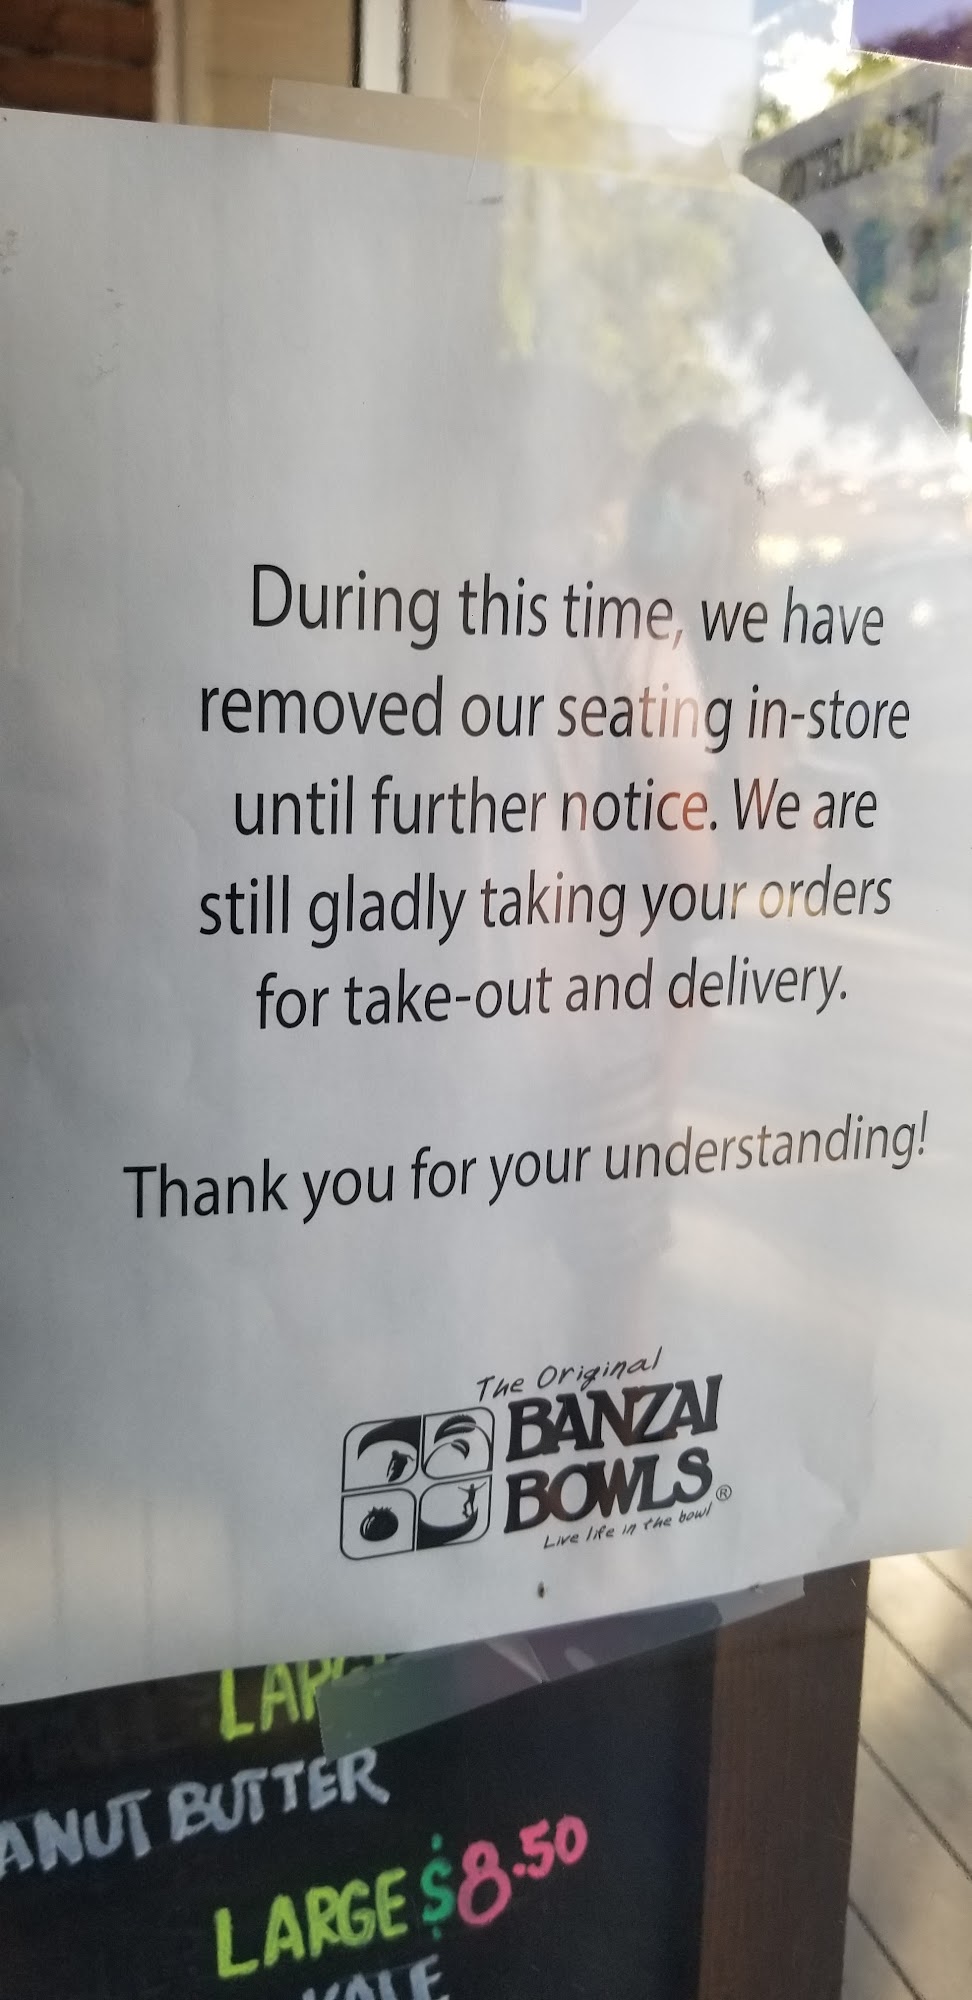 During this time, we have
removed our seating in-store
until further notice. We are
still gladly taking your orders
for take-out and delivery.
Thank you for your understanding!
The Original
BANZAI
BOWLS®
Live life in the bowl
BUTTER
LARGE $8.50